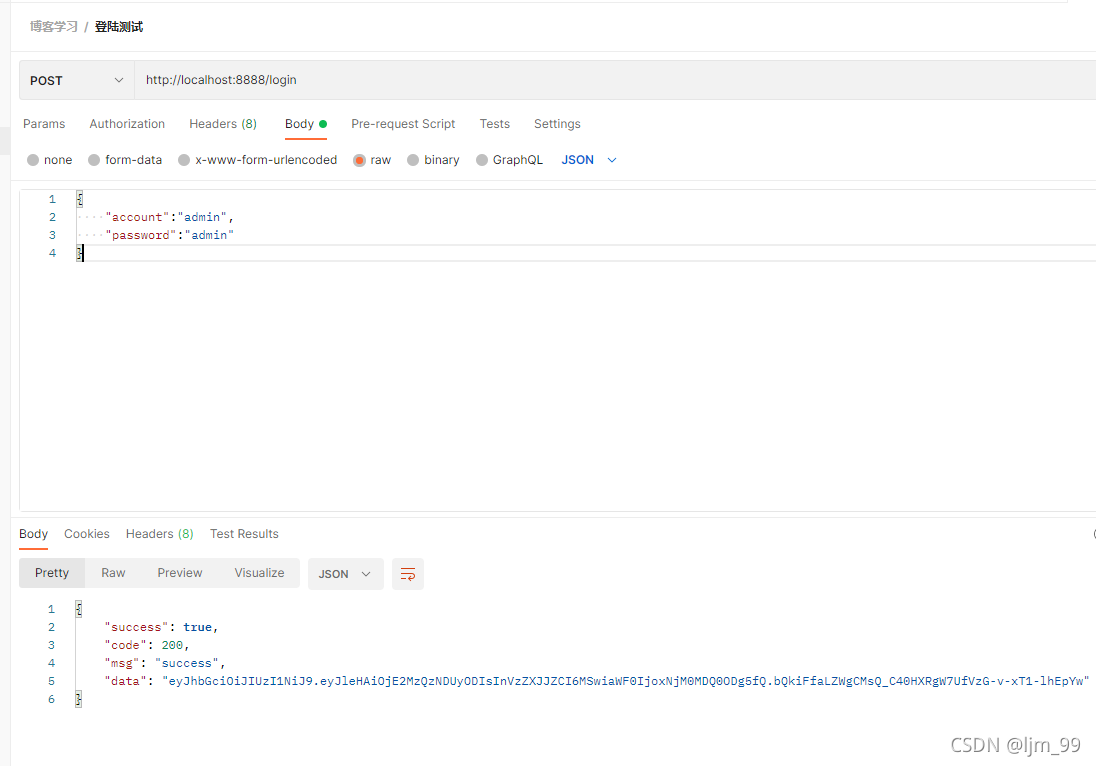 博客学习 / 登陆测试
POST http://localhost:8888/login
Params Authorization Headers (8) Body Pre-request Script Tests Settings
none form-data x-www-form-urlencoded raw binary GraphQL JSON
1 {
2 "account":"admin",
3 "password":"admin"
4 }
Body Cookies Headers (8) Test Results
Pretty Raw Preview Visualize JSON
1 {
2 "success": true,
3 "code": 200,
4 "msg": "success",
5 "data": "eyJhbGciOiJIUzI1NiJ9.eyJleHAiOjE2MzQzNDUyODIsInVzZXJJZCI6MSwiaWF0IjoxNjM0MDQ0ODg5fQ.bQkiFfaLZWgCMsQ_C40HXRgW7UfVzG-v-xT1-lhEpYw"
6 }
CSDN @ljm_99